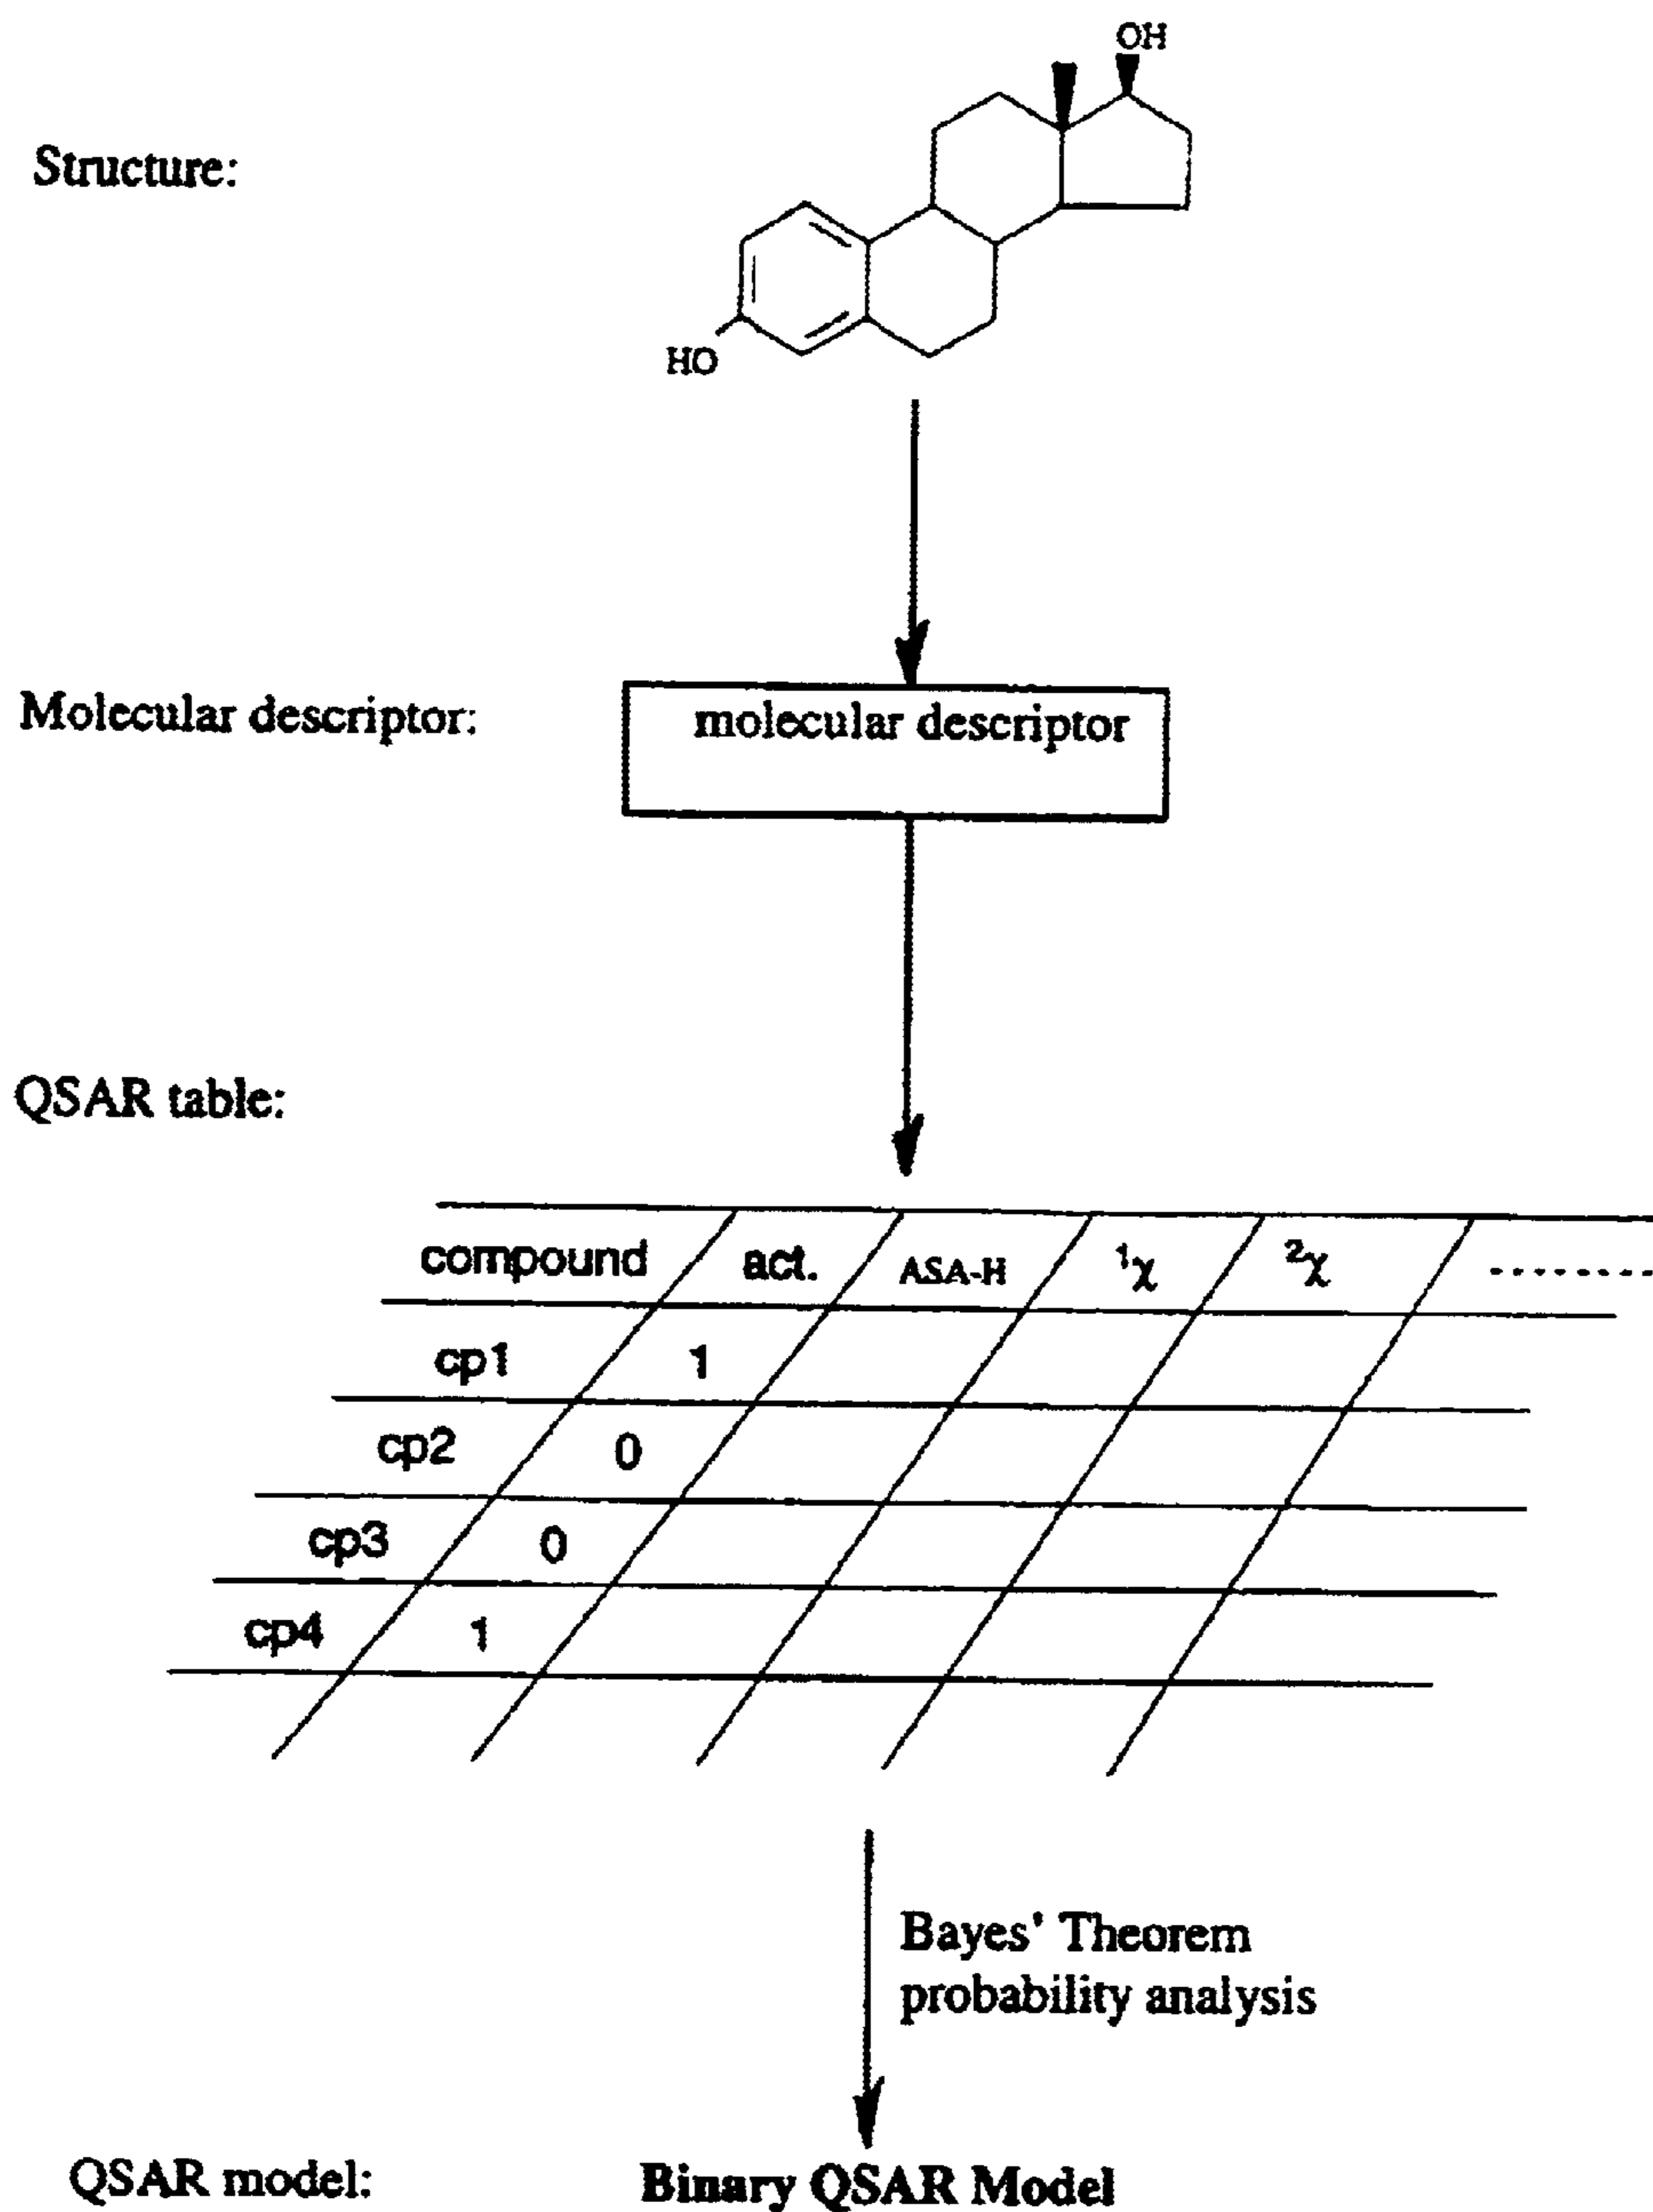 OH
Structure:
HO
Molecular descriptor:
molecular descriptor
QSAR table:
compound act. ASA-H ¹χ ²χ ..........
cp1 1
cp2 0
cp3 0
cp4 1
Bayes' Theorem
probability analysis
QSAR model: Binary QSAR Model